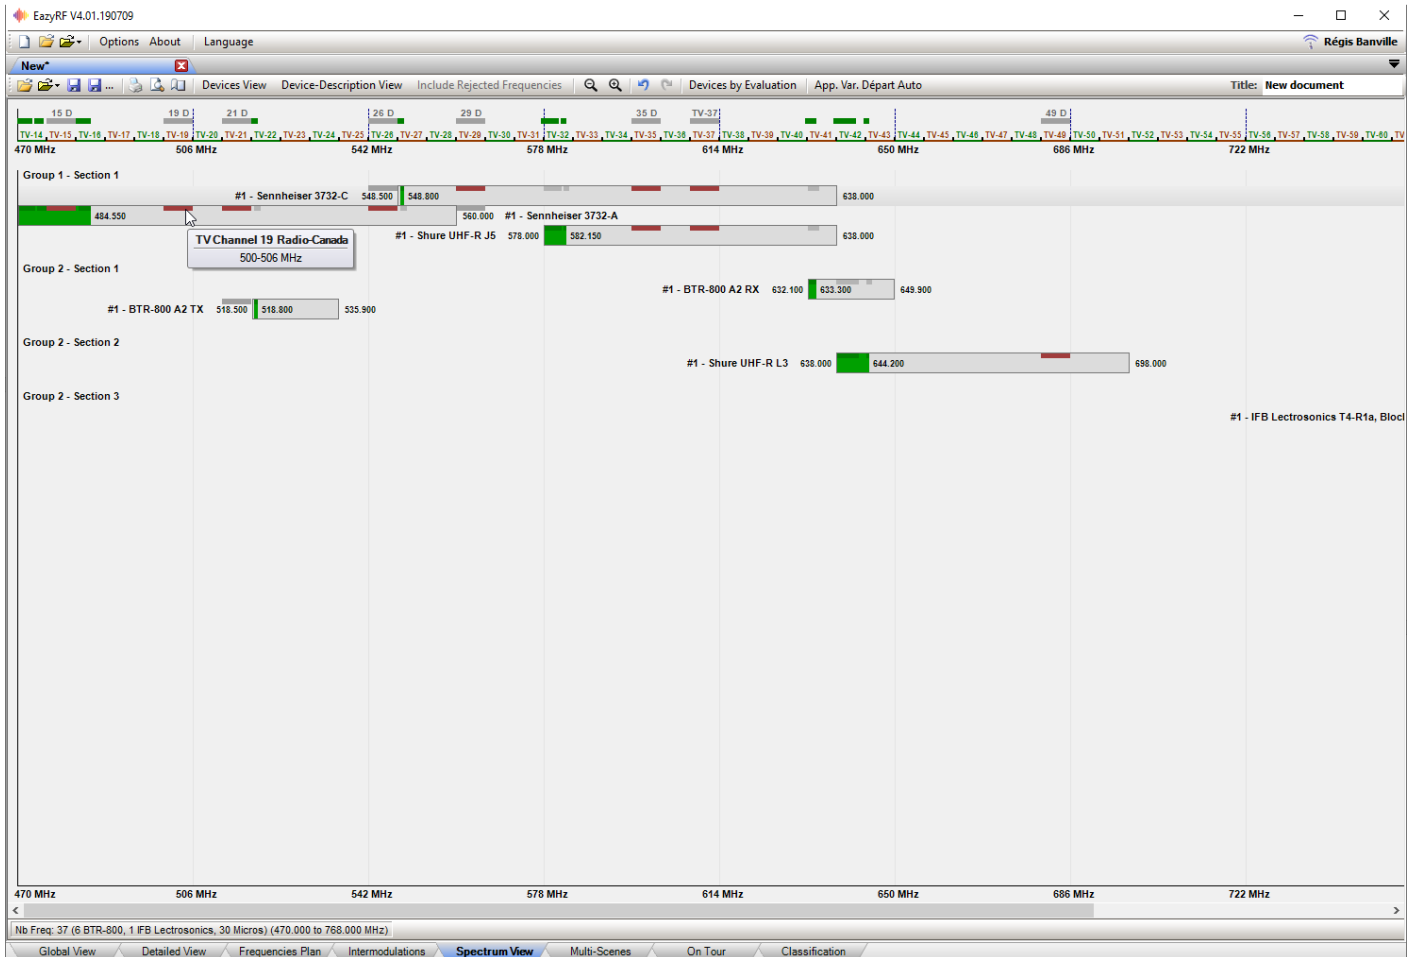 EazyRF V4.01.190709
Options About Language Régis Banville
New*
... Devices View Device-Description View Include Rejected Frequencies Devices by Evaluation App. Var. Départ Auto Title: New document
15 D 19 D 21 D 26 D 29 D 35 D TV-37 49 D
TV-14 TV-15 TV-16 TV-17 TV-18 TV-19 TV-20 TV-21 TV-22 TV-23 TV-24 TV-25 TV-26 TV-27 TV-28 TV-29 TV-30 TV-31 TV-32 TV-33 TV-34 TV-35 TV-36 TV-37 TV-38 TV-39 TV-40 TV-41 TV-42 TV-43 TV-44 TV-45 TV-46 TV-47 TV-48 TV-49 TV-50 TV-51 TV-52 TV-53 TV-54 TV-55 TV-56 TV-57 TV-58 TV-59 TV-60 TV
470 MHz 506 MHz 542 MHz 578 MHz 614 MHz 650 MHz 686 MHz 722 MHz
Group 1 - Section 1
#1 - Sennheiser 3732-C 548.500 548.800 638.000
484.550 560.000 #1 - Sennheiser 3732-A
#1 - Shure UHF-R J5 578.000 582.150 638.000
TV Channel 19 Radio-Canada
500-506 MHz
Group 2 - Section 1
#1 - BTR-800 A2 RX 632.100 633.300 649.900
#1 - BTR-800 A2 TX 518.500 518.800 535.900
Group 2 - Section 2
#1 - Shure UHF-R L3 638.000 644.200 698.000
Group 2 - Section 3
#1 - IFB Lectrosonics T4-R1a, Bloc
470 MHz 506 MHz 542 MHz 578 MHz 614 MHz 650 MHz 686 MHz 722 MHz
Nb Freq: 37 (6 BTR-800, 1 IFB Lectrosonics, 30 Micros) (470.000 to 768.000 MHz)
Global View Detailed View Frequencies Plan Intermodulations Spectrum View Multi-Scenes On Tour Classification